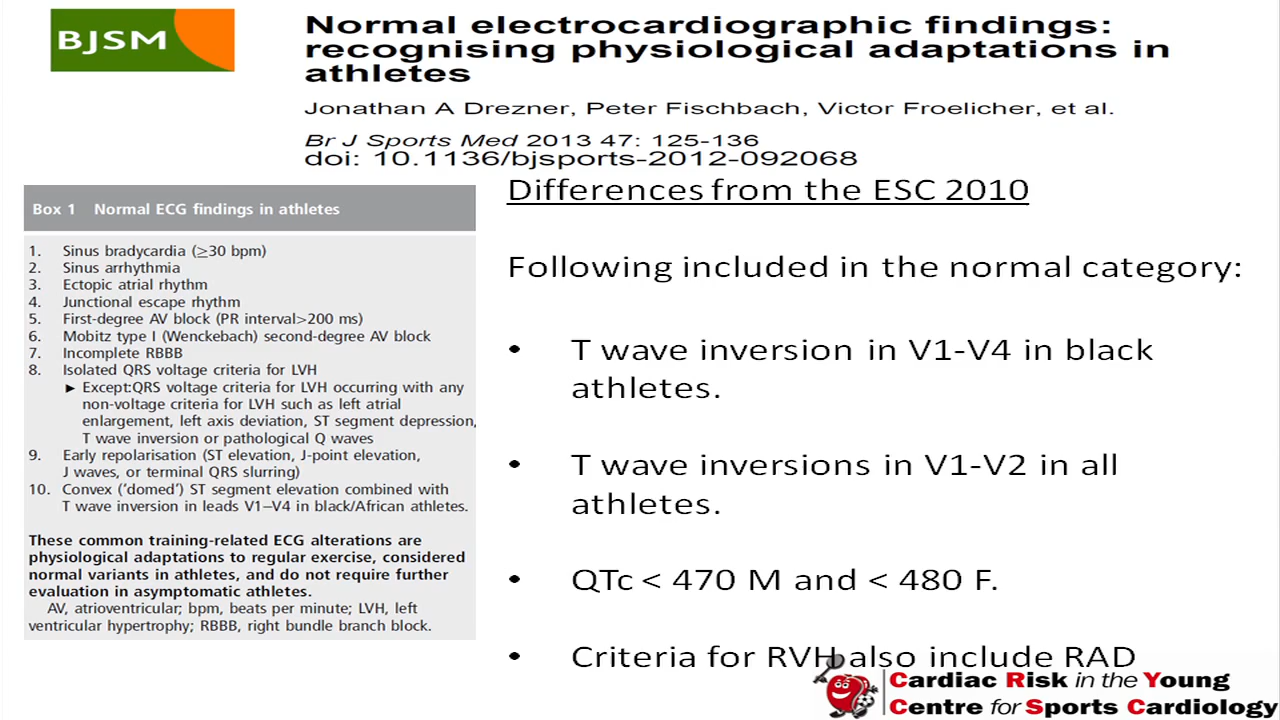 BJSM
Normal electrocardiographic findings:
recognising physiological adaptations in
athletes
Jonathan A Drezner, Peter Fischbach, Victor Froelicher, et al.
Br J Sports Med 2013 47: 125-136
doi: 10.1136/bjsports-2012-092068
Box 1 Normal ECG findings in athletes
1. Sinus bradycardia (≥30 bpm)
2. Sinus arrhythmia
3. Ectopic atrial rhythm
4. Junctional escape rhythm
5. First-degree AV block (PR interval>200 ms)
6. Mobitz type I (Wenckebach) second-degree AV block
7. Incomplete RBBB
8. Isolated QRS voltage criteria for LVH
▶ Except:QRS voltage criteria for LVH occurring with any
non-voltage criteria for LVH such as left atrial
enlargement, left axis deviation, ST segment depression,
T wave inversion or pathological Q waves
9. Early repolarisation (ST elevation, J-point elevation,
J waves, or terminal QRS slurring)
10. Convex (‘domed’) ST segment elevation combined with
T wave inversion in leads V1–V4 in black/African athletes.
These common training-related ECG alterations are
physiological adaptations to regular exercise, considered
normal variants in athletes, and do not require further
evaluation in asymptomatic athletes.
AV, atrioventricular; bpm, beats per minute; LVH, left
ventricular hypertrophy; RBBB, right bundle branch block.
Differences from the ESC 2010
Following included in the normal category:
• T wave inversion in V1-V4 in black
athletes.
• T wave inversions in V1-V2 in all
athletes.
• QTc < 470 M and < 480 F.
• Criteria for RVH also include RAD
Cardiac Risk in the Young
Centre for Sports Cardiology